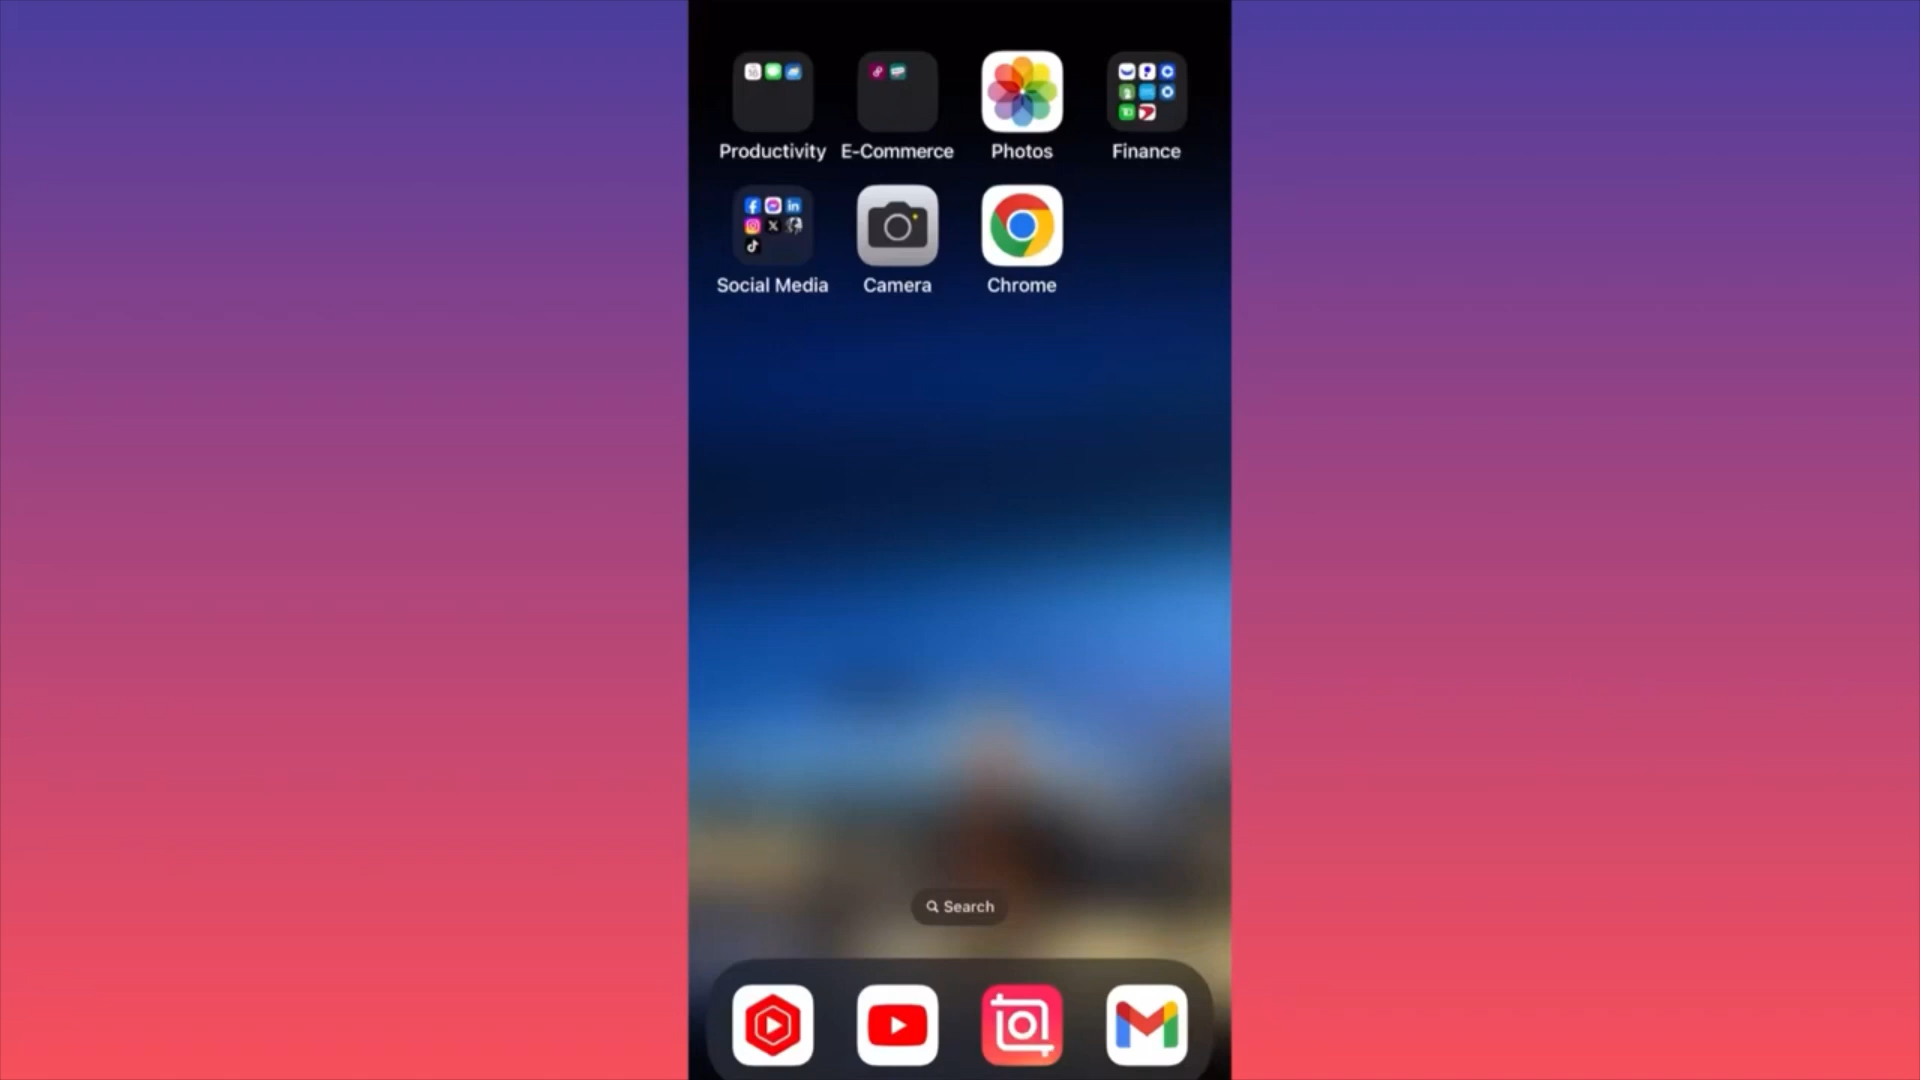 Productivity E-Commerce Photos Finance
Social Media Camera Chrome
Search